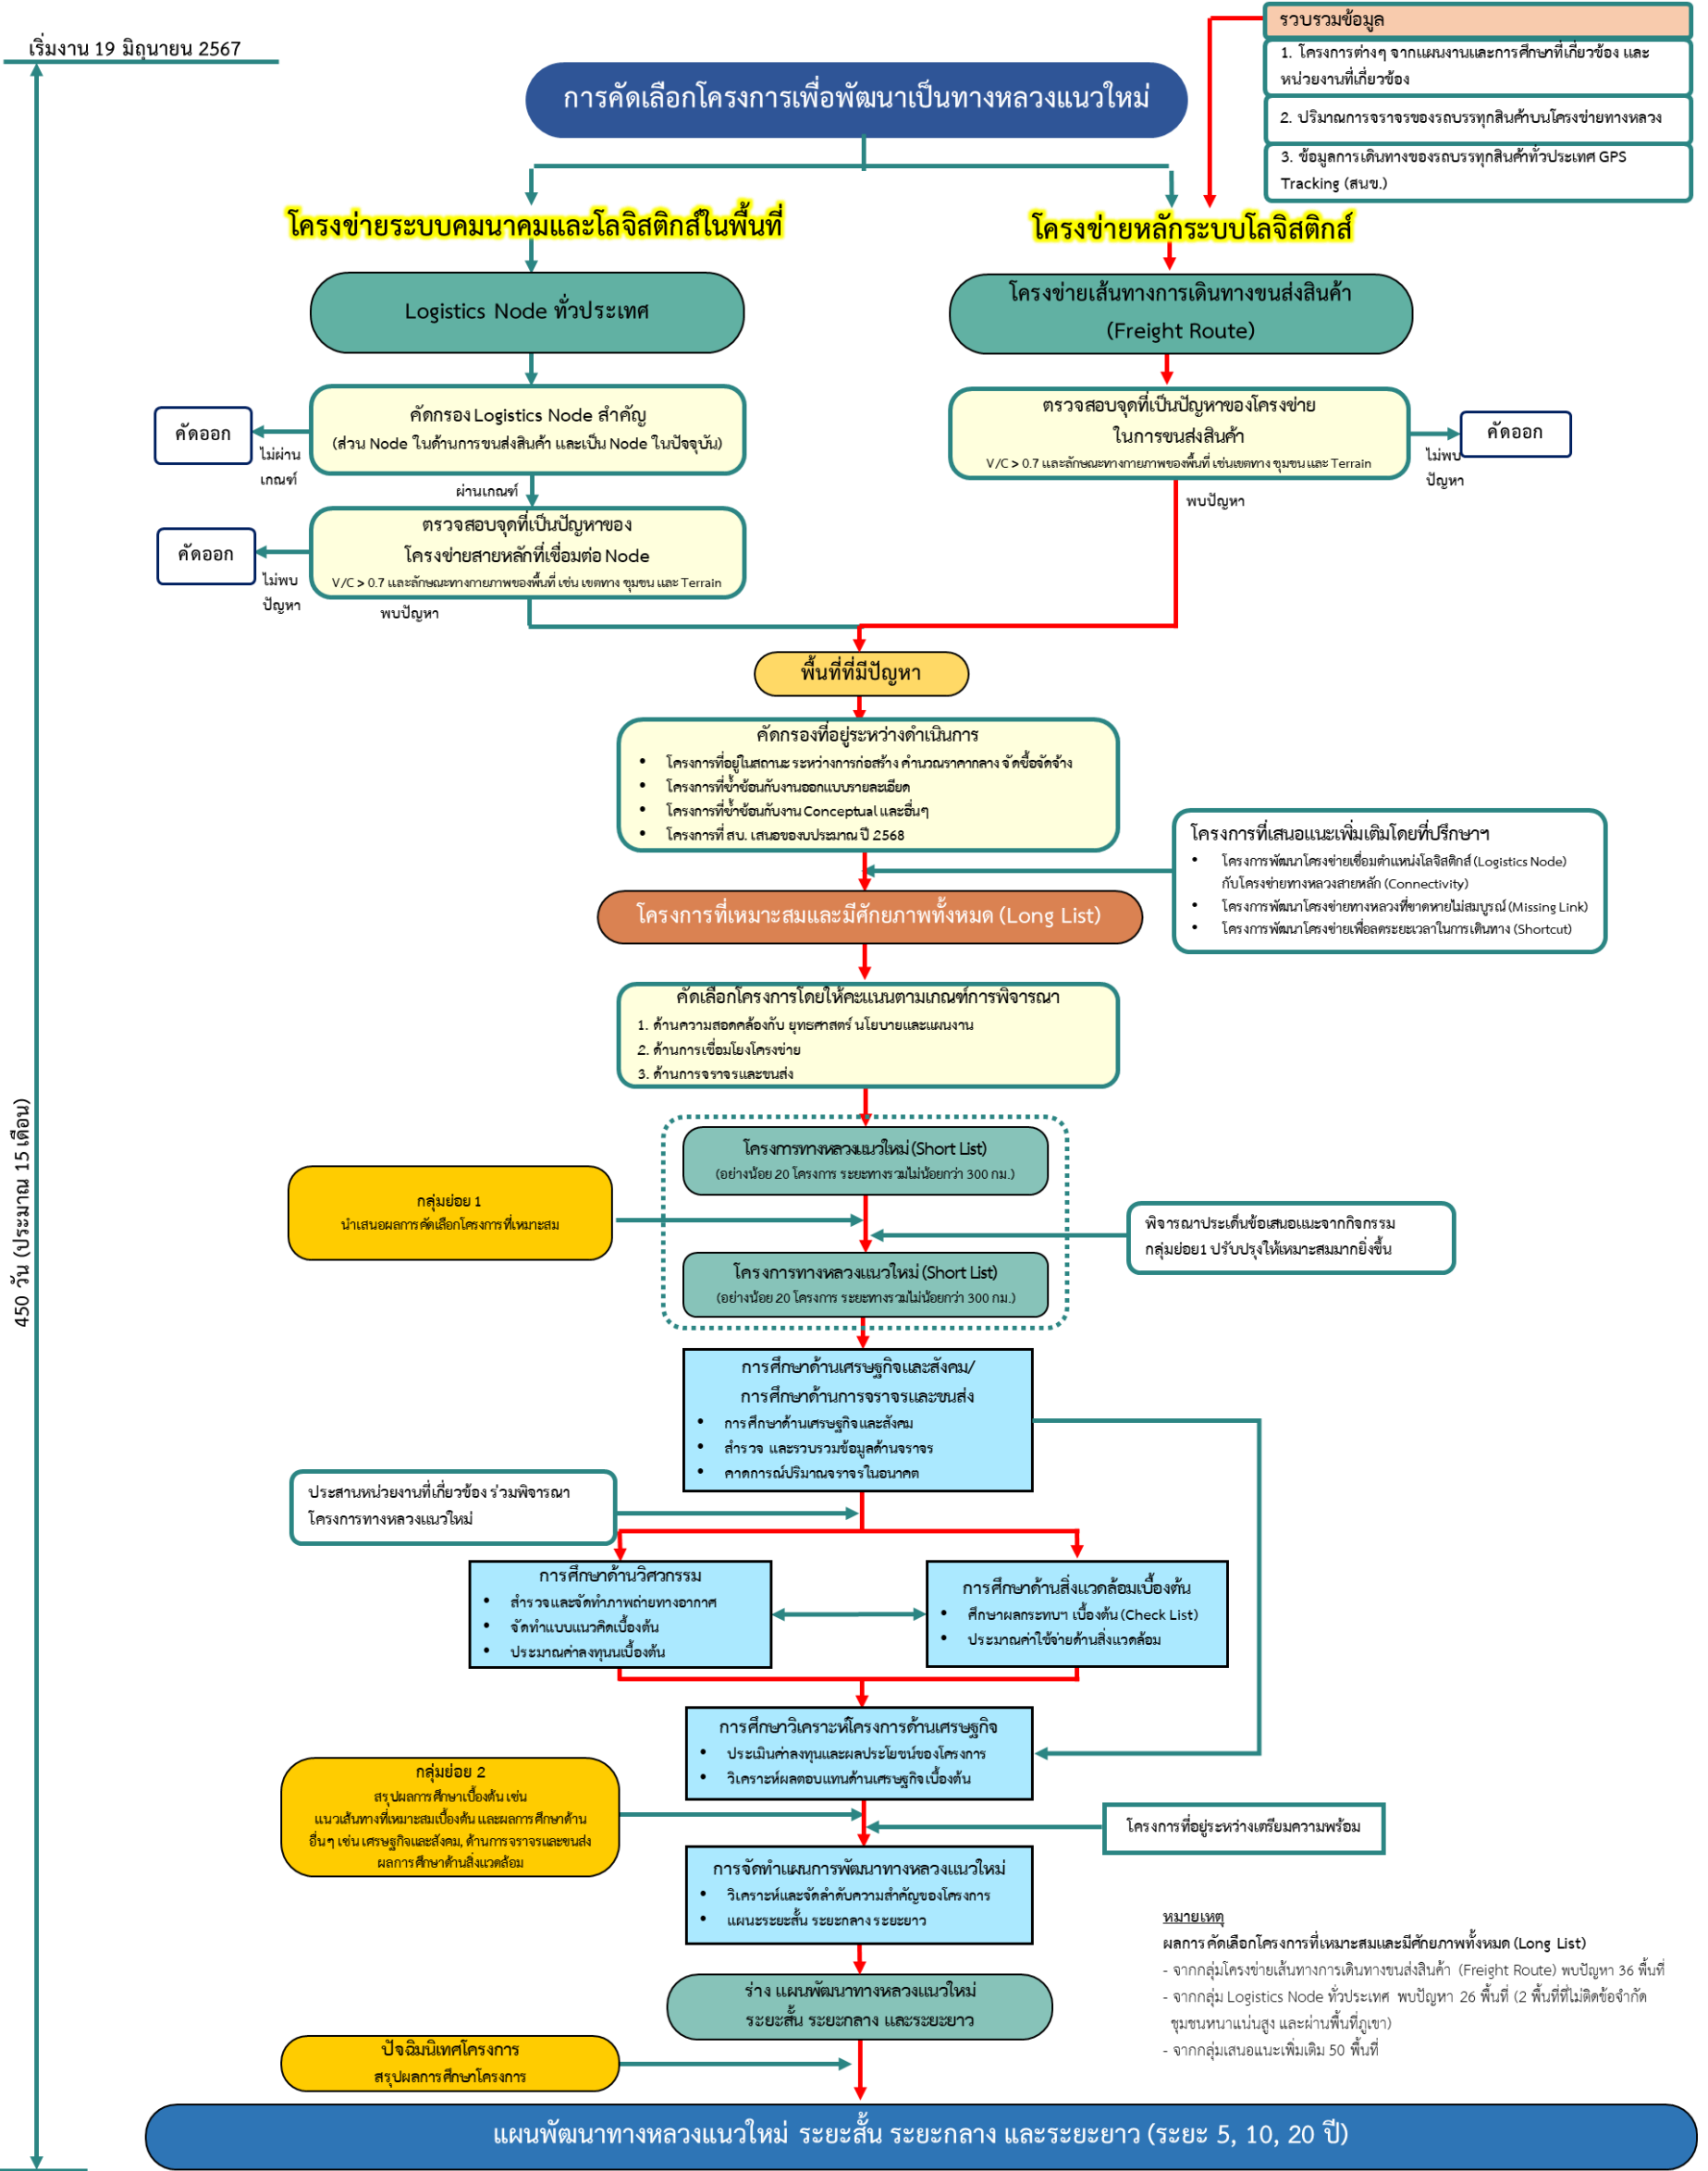 เริ่มงาน 19 มิถุนายน 2567
450 วัน (ประมาณ 15 เดือน)
รวบรวมข้อมูล
1. โครงการต่างๆ จากแผนงานและการศึกษาที่เกี่ยวข้อง และ
หน่วยงานที่เกี่ยวข้อง
2. ปริมาณการจราจรของรถบรรทุกสินค้าบนโครงข่ายทางหลวง
3. ข้อมูลการเดินทางของรถบรรทุกสินค้าทั่วประเทศ GPS
Tracking (สนข.)
การคัดเลือกโครงการเพื่อพัฒนาเป็นทางหลวงแนวใหม่
โครงข่ายระบบคมนาคมและโลจิสติกส์ในพื้นที่
โครงข่ายหลักระบบโลจิสติกส์
Logistics Node ทั่วประเทศ
โครงข่ายเส้นทางการเดินทางขนส่งสินค้า
(Freight Route)
คัดกรอง Logistics Node สำคัญ
(ส่วน Node ในด้านการขนส่งสินค้า และเป็น Node ในปัจจุบัน)
คัดออก
ไม่ผ่าน
เกณฑ์
ผ่านเกณฑ์
ตรวจสอบจุดที่เป็นปัญหาของโครงข่าย
ในการขนส่งสินค้า
V/C > 0.7 และลักษณะทางกายภาพของพื้นที่ เช่นเขตทาง ชุมชน และ Terrain
คัดออก
ไม่พบ
ปัญหา
พบปัญหา
ตรวจสอบจุดที่เป็นปัญหาของ
โครงข่ายสายหลักที่เชื่อมต่อ Node
V/C > 0.7 และลักษณะทางกายภาพของพื้นที่ เช่น เขตทาง ชุมชน และ Terrain
คัดออก
ไม่พบ
ปัญหา
พบปัญหา
พื้นที่ที่มีปัญหา
คัดกรองที่อยู่ระหว่างดำเนินการ
• โครงการที่อยู่ในสถานะ ระหว่างการก่อสร้าง คำนวณราคากลาง จัดซื้อจัดจ้าง
• โครงการที่ซ้ำซ้อนกับงานออกแบบรายละเอียด
• โครงการที่ซ้ำซ้อนกับงาน Conceptual และอื่นๆ
• โครงการที่ สบ. เสนอของบประมาณ ปี 2568
โครงการที่เสนอแนะเพิ่มเติมโดยที่ปรึกษาฯ
• โครงการพัฒนาโครงข่ายเชื่อมตำแหน่งโลจิสติกส์ (Logistics Node)
กับโครงข่ายทางหลวงสายหลัก (Connectivity)
• โครงการพัฒนาโครงข่ายทางหลวงที่ขาดหายไม่สมบูรณ์ (Missing Link)
• โครงการพัฒนาโครงข่ายเพื่อลดระยะเวลาในการเดินทาง (Shortcut)
โครงการที่เหมาะสมและมีศักยภาพทั้งหมด (Long List)
คัดเลือกโครงการโดยให้คะแนนตามเกณฑ์การพิจารณา
1. ด้านความสอดคล้องกับ ยุทธศาสตร์ นโยบายและแผนงาน
2. ด้านการเชื่อมโยงโครงข่าย
3. ด้านการจราจรและขนส่ง
โครงการทางหลวงแนวใหม่ (Short List)
(อย่างน้อย 20 โครงการ ระยะทางรวมไม่น้อยกว่า 300 กม.)
กลุ่มย่อย 1
นำเสนอผลการคัดเลือกโครงการที่เหมาะสม
พิจารณาประเด็นข้อเสนอแนะจากกิจกรรม
กลุ่มย่อย1 ปรับปรุงให้เหมาะสมมากยิ่งขึ้น
โครงการทางหลวงแนวใหม่ (Short List)
(อย่างน้อย 20 โครงการ ระยะทางรวมไม่น้อยกว่า 300 กม.)
การศึกษาด้านเศรษฐกิจและสังคม/
การศึกษาด้านการจราจรและขนส่ง
• การศึกษาด้านเศรษฐกิจและสังคม
• สำรวจ และรวบรวมข้อมูลด้านจราจร
• คาดการณ์ปริมาณจราจรในอนาคต
ประสานหน่วยงานที่เกี่ยวข้อง ร่วมพิจารณา
โครงการทางหลวงแนวใหม่
การศึกษาด้านวิศวกรรม
• สำรวจและจัดทำภาพถ่ายทางอากาศ
• จัดทำแบบแนวคิดเบื้องต้น
• ประมาณค่าลงทุนนเบื้องต้น
การศึกษาด้านสิ่งแวดล้อมเบื้องต้น
• ศึกษาผลกระทบฯ เบื้องต้น (Check List)
• ประมาณค่าใช้จ่ายด้านสิ่งแวดล้อม
การศึกษาวิเคราะห์โครงการด้านเศรษฐกิจ
• ประเมินค่าลงทุนและผลประโยขน์ของโครงการ
• วิเคราะห์ผลตอบแทนด้านเศรษฐกิจเบื้องต้น
กลุ่มย่อย 2
สรุปผลการศึกษาเบื้องต้น เช่น
แนวเส้นทางที่เหมาะสมเบื้องต้น และผลการศึกษาด้าน
อื่นๆ เช่น เศรษฐกิจและสังคม, ด้านการจราจรและขนส่ง
ผลการศึกษาด้านสิ่งแวดล้อม
โครงการที่อยู่ระหว่างเตรียมความพร้อม
การจัดทำแผนการพัฒนาทางหลวงแนวใหม่
• วิเคราะห์และจัดลำดับความสำคัญของโครงการ
• แผนะระยะสั้น ระยะกลาง ระยะยาว
หมายเหตุ
ผลการคัดเลือกโครงการที่เหมาะสมและมีศักยภาพทั้งหมด (Long List)
- จากกลุ่มโครงข่ายเส้นทางการเดินทางขนส่งสินค้า (Freight Route) พบปัญหา 36 พื้นที่
- จากกลุ่ม Logistics Node ทั่วประเทศ พบปัญหา 26 พื้นที่ (2 พื้นที่ที่ไม่ติดข้อจำกัด
ชุมชนหนาแน่นสูง และผ่านพื้นที่ภูเขา)
- จากกลุ่มเสนอแนะเพิ่มเติม 50 พื้นที่
ร่าง แผนพัฒนาทางหลวงแนวใหม่
ระยะสั้น ระยะกลาง และระยะยาว
ปัจฉิมนิเทศโครงการ
สรุปผลการศึกษาโครงการ
แผนพัฒนาทางหลวงแนวใหม่ ระยะสั้น ระยะกลาง และระยะยาว (ระยะ 5, 10, 20 ปี)